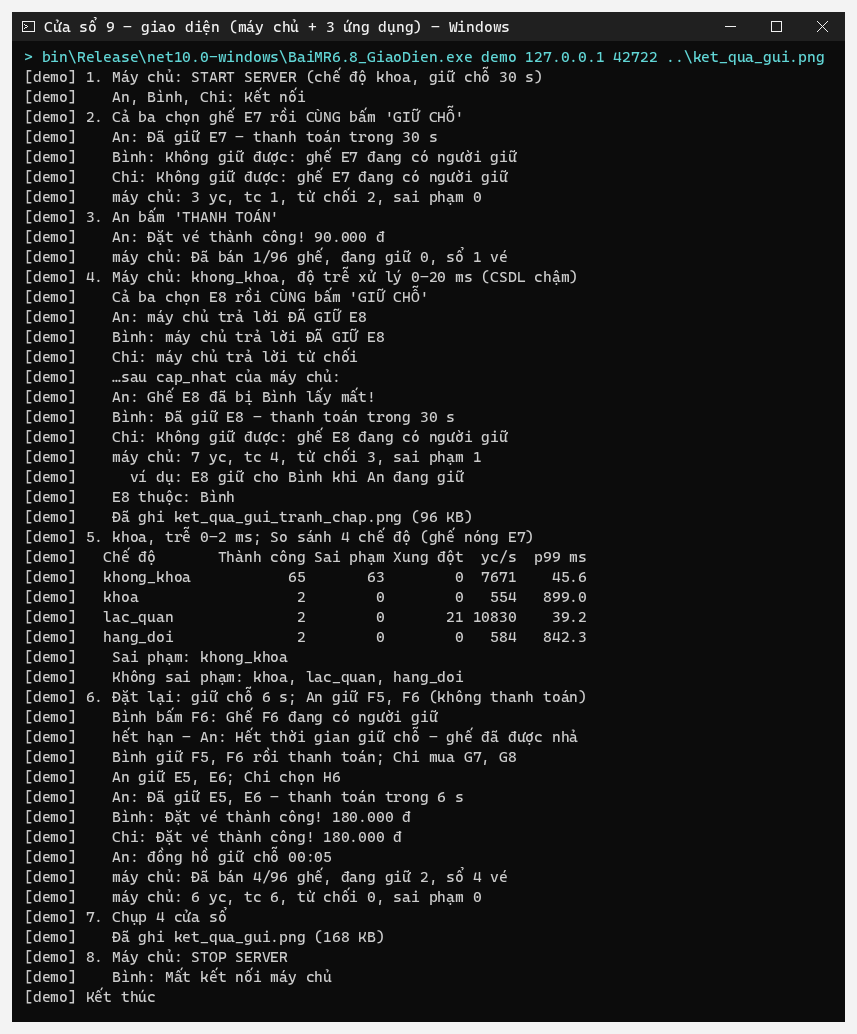 Cửa sổ 9 - giao diện (máy chủ + 3 ứng dụng) - Windows
> bin\Release\net10.0-windows\BaiMR6.8_GiaoDien.exe demo 127.0.0.1 42722 ..\ket_qua_gui.png
[demo] 1. Máy chủ: START SERVER (chế độ khoa, giữ chỗ 30 s)
[demo]    An, Bình, Chi: Kết nối
[demo] 2. Cả ba chọn ghế E7 rồi CÙNG bấm 'GIỮ CHỖ'
[demo]    An: Đã giữ E7 - thanh toán trong 30 s
[demo]    Bình: Không giữ được: ghế E7 đang có người giữ
[demo]    Chi: Không giữ được: ghế E7 đang có người giữ
[demo]    máy chủ: 3 yc, tc 1, từ chối 2, sai phạm 0
[demo] 3. An bấm 'THANH TOÁN'
[demo]    An: Đặt vé thành công! 90.000 đ
[demo]    máy chủ: Đã bán 1/96 ghế, đang giữ 0, sổ 1 vé
[demo] 4. Máy chủ: khong_khoa, độ trễ xử lý 0-20 ms (CSDL chậm)
[demo]    Cả ba chọn E8 rồi CÙNG bấm 'GIỮ CHỖ'
[demo]    An: máy chủ trả lời ĐÃ GIỮ E8
[demo]    Bình: máy chủ trả lời ĐÃ GIỮ E8
[demo]    Chi: máy chủ trả lời từ chối
[demo]    …sau cap_nhat của máy chủ:
[demo]    An: Ghế E8 đã bị Bình lấy mất!
[demo]    Bình: Đã giữ E8 - thanh toán trong 30 s
[demo]    Chi: Không giữ được: ghế E8 đang có người giữ
[demo]    máy chủ: 7 yc, tc 4, từ chối 3, sai phạm 1
[demo]      ví dụ: E8 giữ cho Bình khi An đang giữ
[demo]    E8 thuộc: Bình
[demo]    Đã ghi ket_qua_gui_tranh_chap.png (96 KB)
[demo] 5. khoa, trễ 0-2 ms; So sánh 4 chế độ (ghế nóng E7)
[demo]   Chế độ       Thành công Sai phạm Xung đột  yc/s  p99 ms
[demo]   khong_khoa           65       63        0  7671    45.6
[demo]   khoa                  2        0        0   554   899.0
[demo]   lac_quan              2        0       21 10830    39.2
[demo]   hang_doi              2        0        0   584   842.3
[demo]    Sai phạm: khong_khoa
[demo]    Không sai phạm: khoa, lac_quan, hang_doi
[demo] 6. Đặt lại: giữ chỗ 6 s; An giữ F5, F6 (không thanh toán)
[demo]    Bình bấm F6: Ghế F6 đang có người giữ
[demo]    hết hạn - An: Hết thời gian giữ chỗ - ghế đã được nhả
[demo]    Bình giữ F5, F6 rồi thanh toán; Chi mua G7, G8
[demo]    An giữ E5, E6; Chi chọn H6
[demo]    An: Đã giữ E5, E6 - thanh toán trong 6 s
[demo]    Bình: Đặt vé thành công! 180.000 đ
[demo]    Chi: Đặt vé thành công! 180.000 đ
[demo]    An: đồng hồ giữ chỗ 00:05
[demo]    máy chủ: Đã bán 4/96 ghế, đang giữ 2, sổ 4 vé
[demo]    máy chủ: 6 yc, tc 6, từ chối 0, sai phạm 0
[demo] 7. Chụp 4 cửa sổ
[demo]    Đã ghi ket_qua_gui.png (168 KB)
[demo] 8. Máy chủ: STOP SERVER
[demo]    Bình: Mất kết nối máy chủ
[demo] Kết thúc